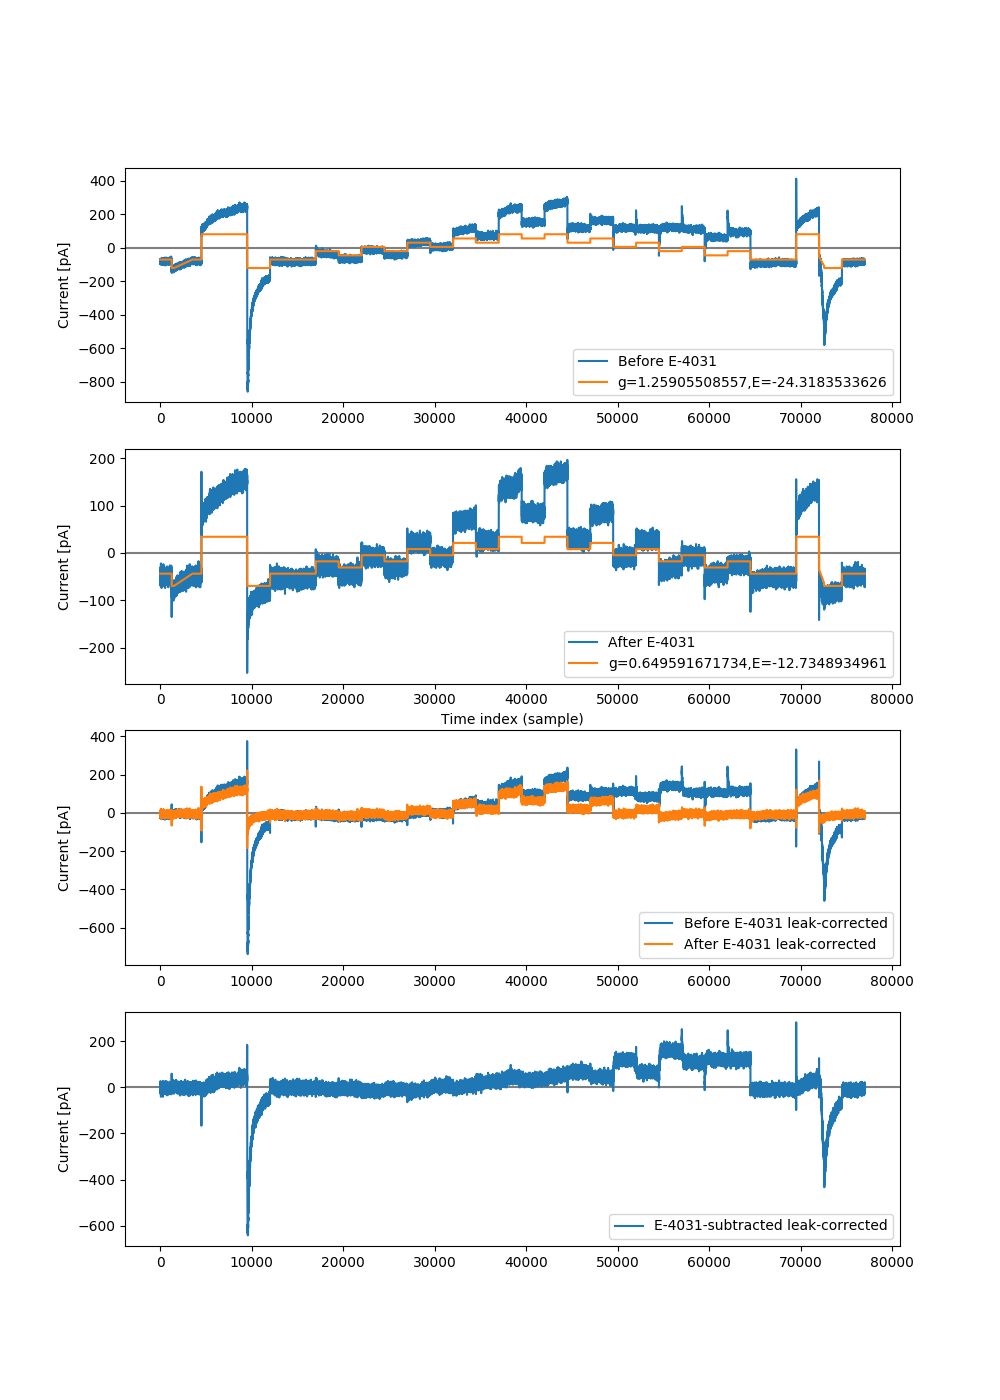 400
200
0
−200
−400
−600
−800
Current [pA]
Before E-4031
g=1.25905508557,E=-24.3183533626
0 10000 20000 30000 40000 50000 60000 70000 80000
200
100
0
−100
−200
Current [pA]
After E-4031
g=0.649591671734,E=-12.7348934961
0 10000 20000 30000 40000 50000 60000 70000 80000
Time index (sample)
400
200
0
−200
−400
−600
Current [pA]
Before E-4031 leak-corrected
After E-4031 leak-corrected
0 10000 20000 30000 40000 50000 60000 70000 80000
200
0
−200
−400
−600
Current [pA]
E-4031-subtracted leak-corrected
0 10000 20000 30000 40000 50000 60000 70000 80000